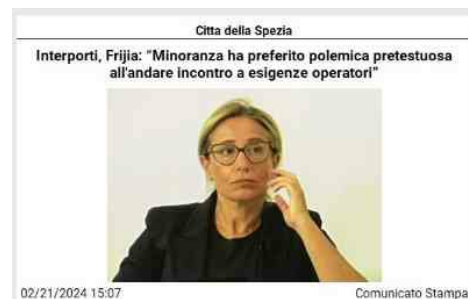 Citta della Spezia
Interporti, Frijia: "Minoranza ha preferito polemica pretestuosa
all'andare incontro a esigenze operatori"
02/21/2024 15:07
Comunicato Stampa